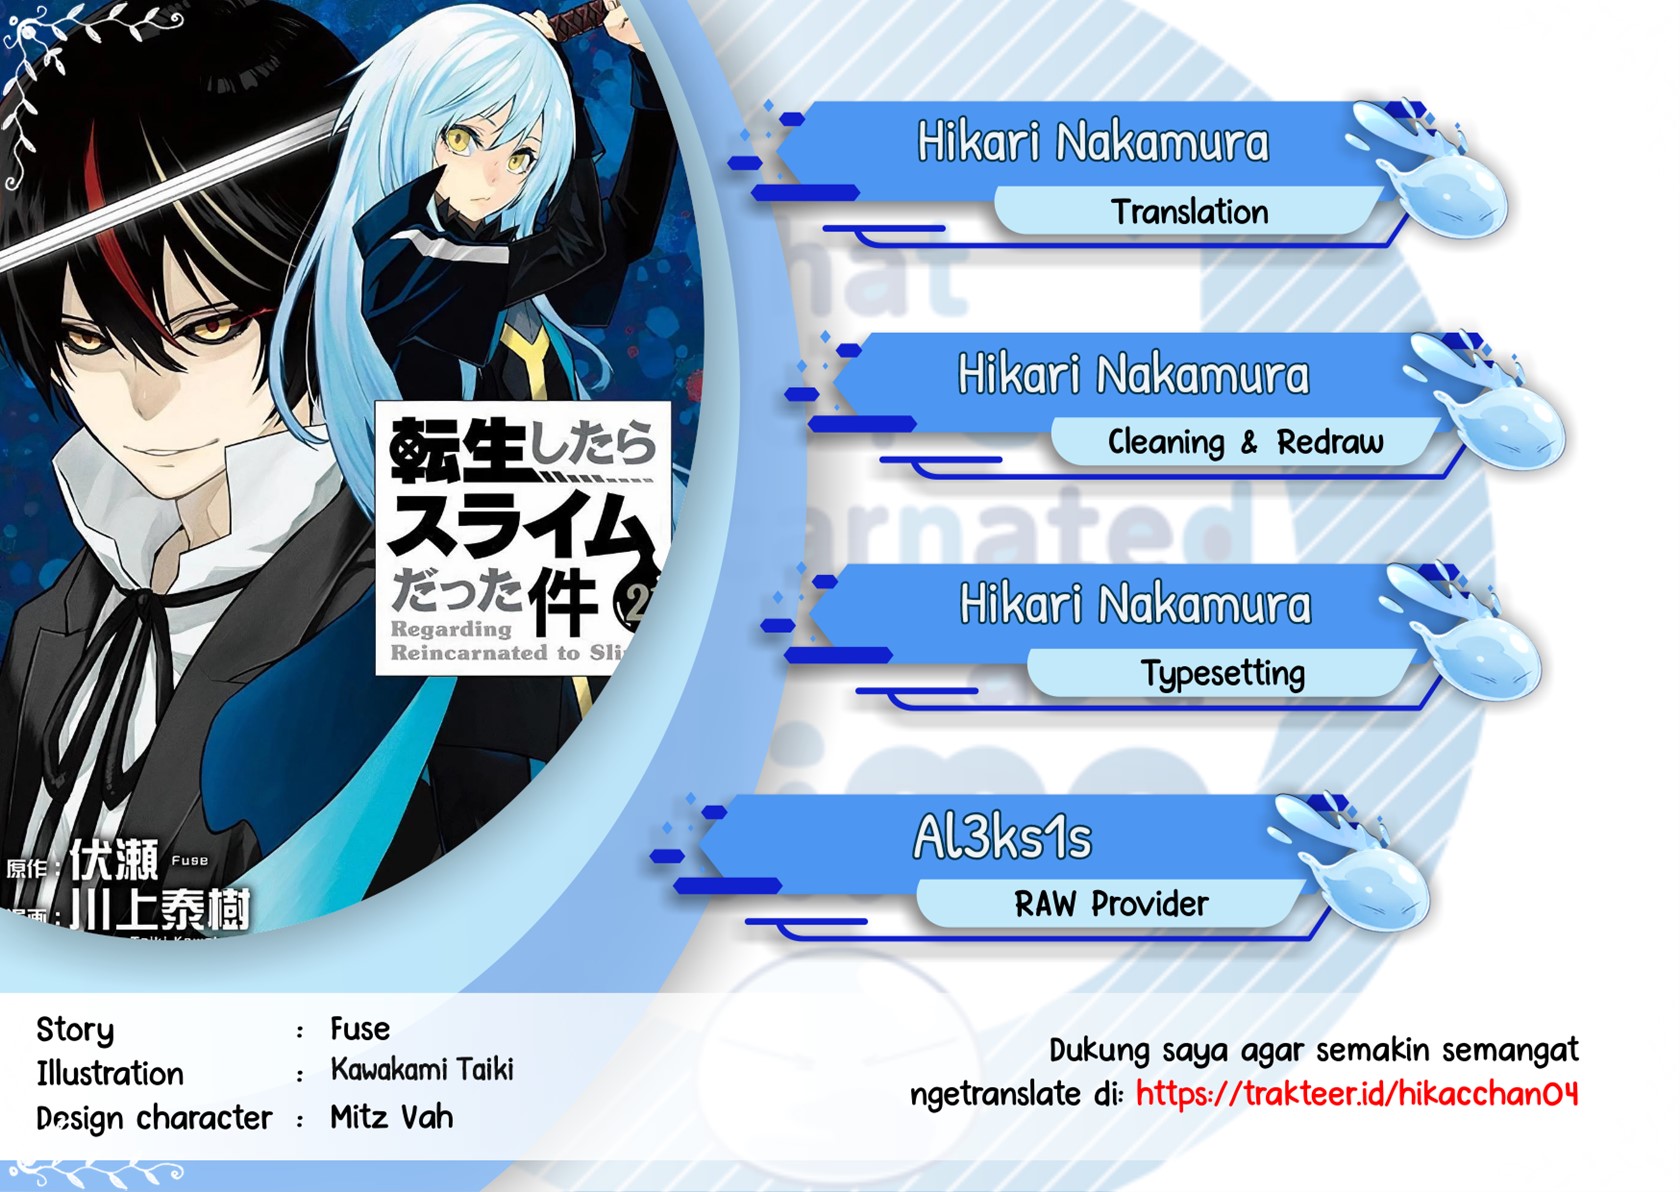 転生したら
スライム
だった件
Regarding
Reincarnated to
原作:伏瀬 Fuse
川上泰樹
Hikari Nakamura
Translation
Hikari Nakamura
Cleaning & Redraw
Hikari Nakamura
Typesetting
Al3ks1s
RAW Provider
Story : Fuse
Illustration : Kawakami Taiki
Design character : Mitz Vah
Dukung saya agar semakin semangat
ngetranslate di: https://trakteer.id/hikacchan04